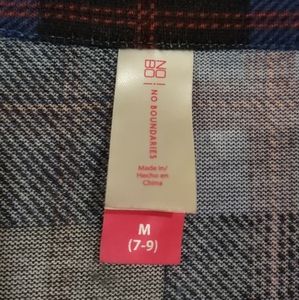 NO
BO
NO BOUNDARIES
Made in/
Hecho en
China
M
(7-9)